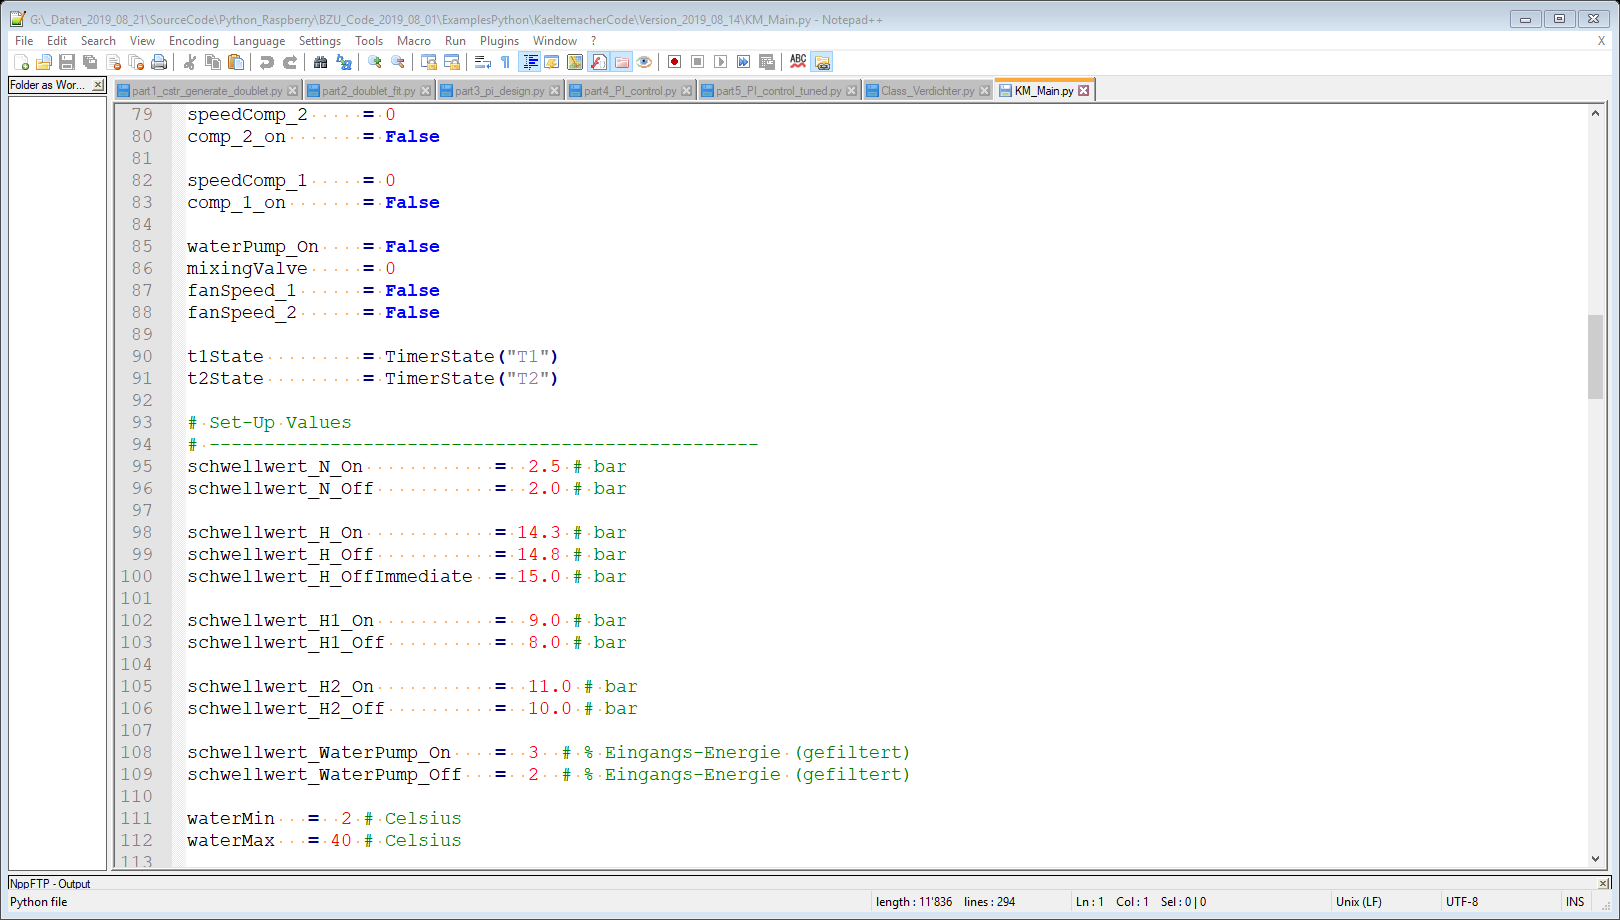 G:\_Daten_2019_08_21\SourceCode\Python_Raspberry\BZU_Code_2019_08_01\ExamplesPython\KaeltemacherCode\Version_2019_08_14\KM_Main.py - Notepad++
File Edit Search View Encoding Language Settings Tools Macro Run Plugins Window ? X
ABC
Folder as Wor...
part1_cstr_generate_doublet.py part2_doublet_fit.py part3_pi_design.py part4_PI_control.py part5_PI_control_tuned.py Class_Verdichter.py KM_Main.py
79 speedComp_2 = 0
80 comp_2_on = False
81
82 speedComp_1 = 0
83 comp_1_on = False
84
85 waterPump_On = False
86 mixingValve = 0
87 fanSpeed_1 = False
88 fanSpeed_2 = False
89
90 t1State = TimerState("T1")
91 t2State = TimerState("T2")
92
93 # Set-Up Values
94 # --------------------------------------------------
95 schwellwert_N_On = 2.5 # bar
96 schwellwert_N_Off = 2.0 # bar
97
98 schwellwert_H_On = 14.3 # bar
99 schwellwert_H_Off = 14.8 # bar
100 schwellwert_H_OffImmediate = 15.0 # bar
101
102 schwellwert_H1_On = 9.0 # bar
103 schwellwert_H1_Off = 8.0 # bar
104
105 schwellwert_H2_On = 11.0 # bar
106 schwellwert_H2_Off = 10.0 # bar
107
108 schwellwert_WaterPump_On = 3 # % Eingangs-Energie (gefiltert)
109 schwellwert_WaterPump_Off = 2 # % Eingangs-Energie (gefiltert)
110
111 waterMin = 2 # Celsius
112 waterMax = 40 # Celsius
113
NppFTP - Output
Python file length : 11'836 lines : 294 Ln : 1 Col : 1 Sel : 0 | 0 Unix (LF) UTF-8 INS